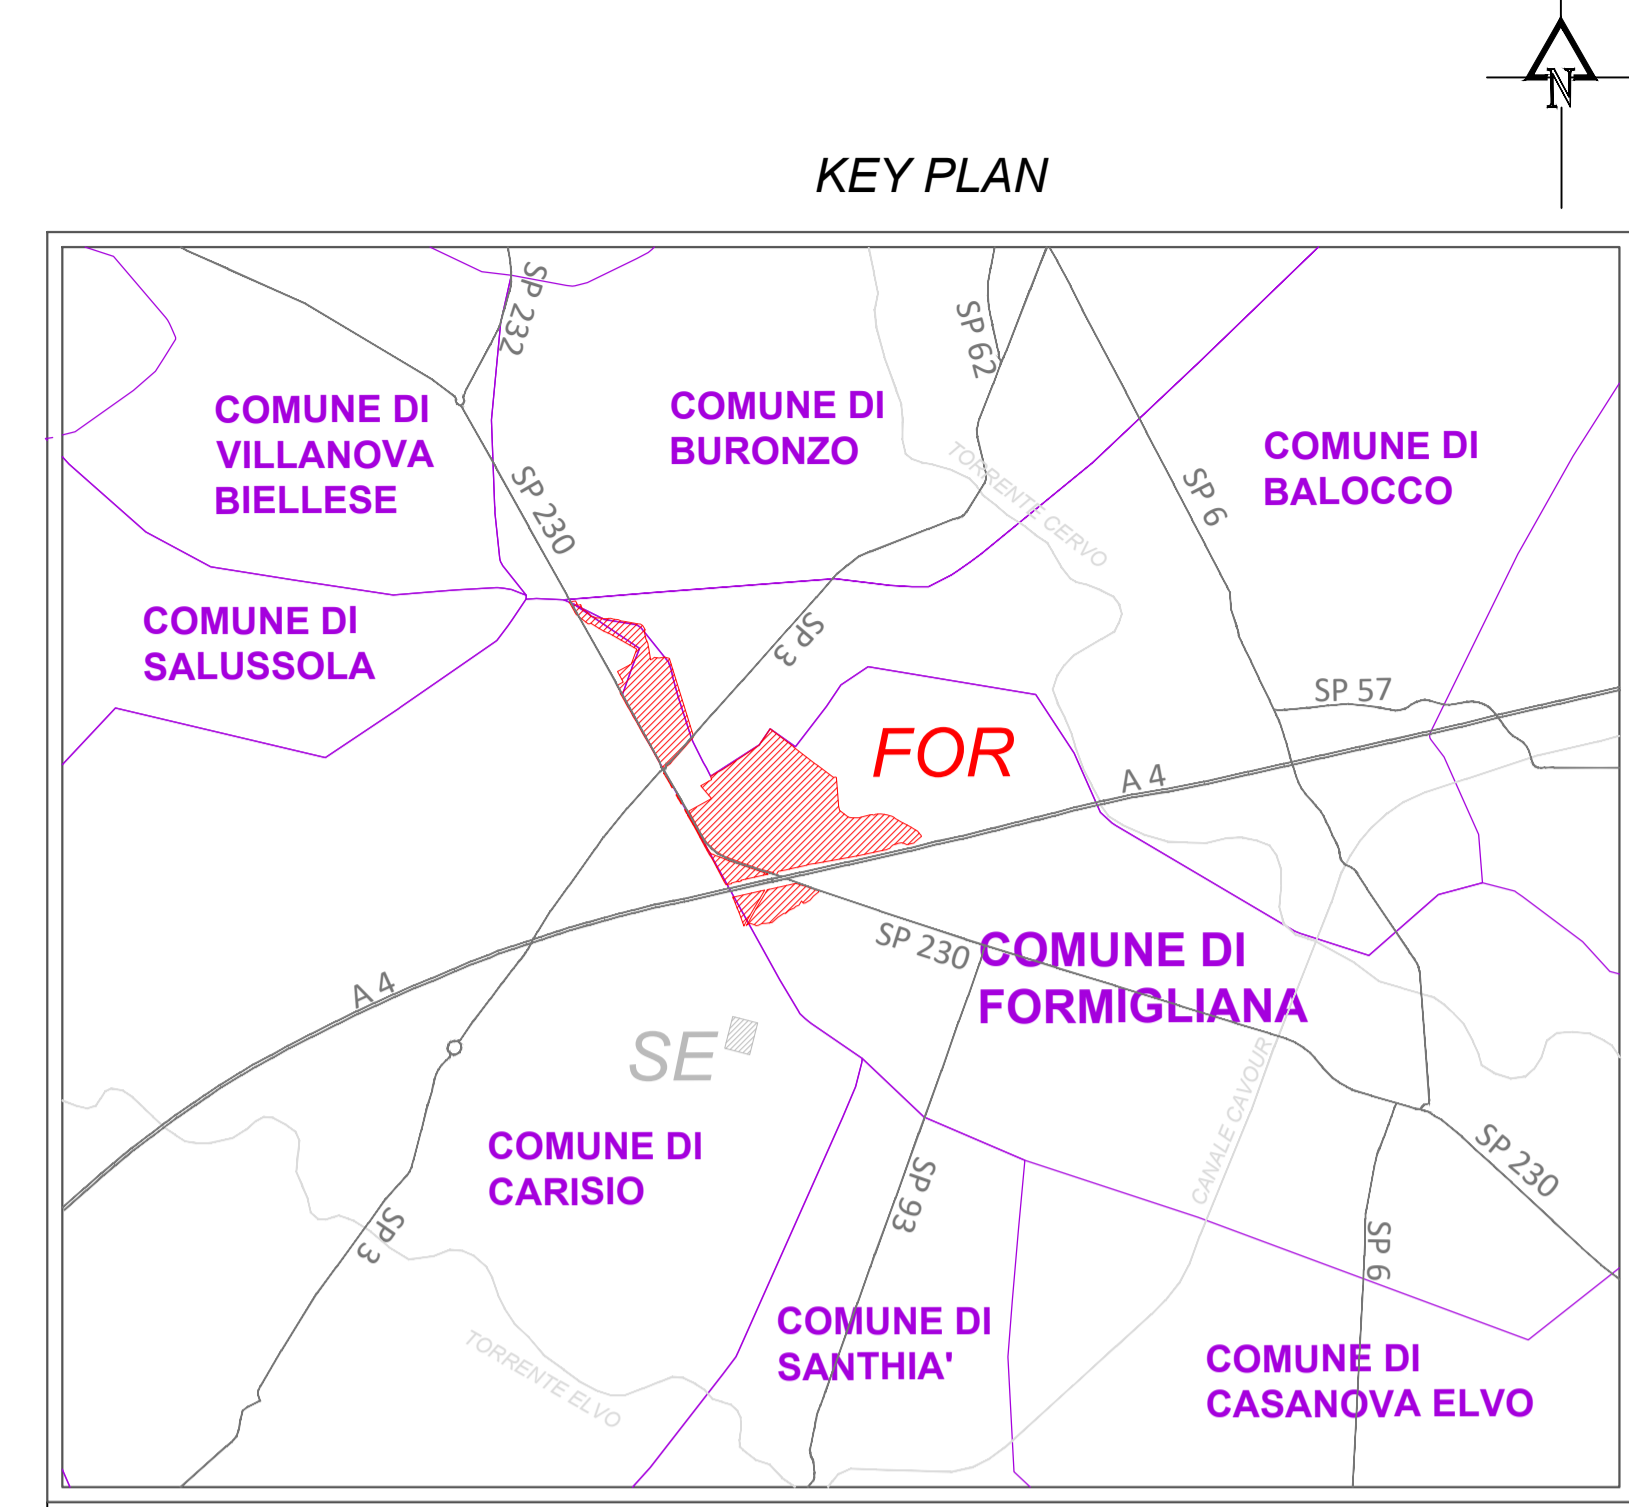 N
KEY PLAN
SP 232
SP 62
COMUNE DI
VILLANOVA
BIELLESE
COMUNE DI
BURONZO
COMUNE DI
BALOCCO
TORRENTE CERVO
SP 230
SP 6
COMUNE DI
SALUSSOLA
SP 3
SP 57
FOR
A 4
SP 230
COMUNE DI
FORMIGLIANA
A 4
SE
CANALE CAVOUR
COMUNE DI
CARISIO
SP 93
SP 230
SP 3
SP 6
TORRENTE ELVO
COMUNE DI
SANTHIA'
COMUNE DI
CASANOVA ELVO